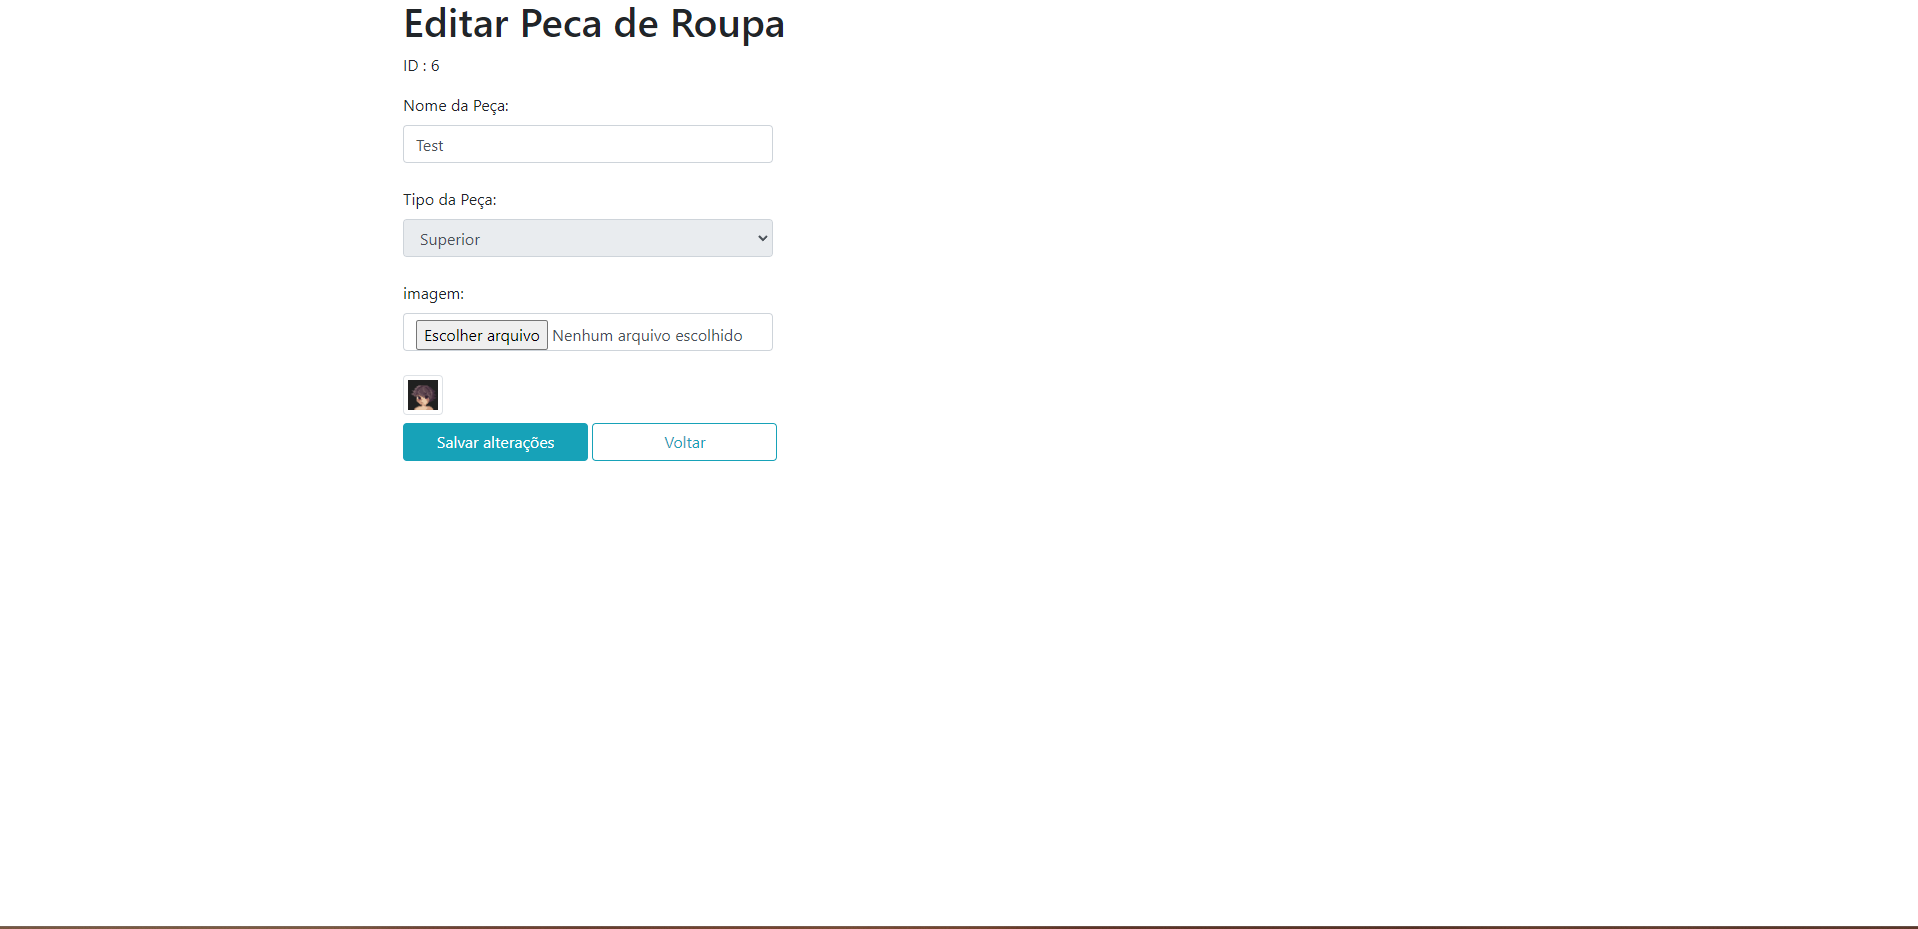 Editar Peca de Roupa
ID : 6
Nome da Peça:
Test
Tipo da Peça:
Superior
imagem:
Escolher arquivo Nenhum arquivo escolhido
Salvar alterações Voltar